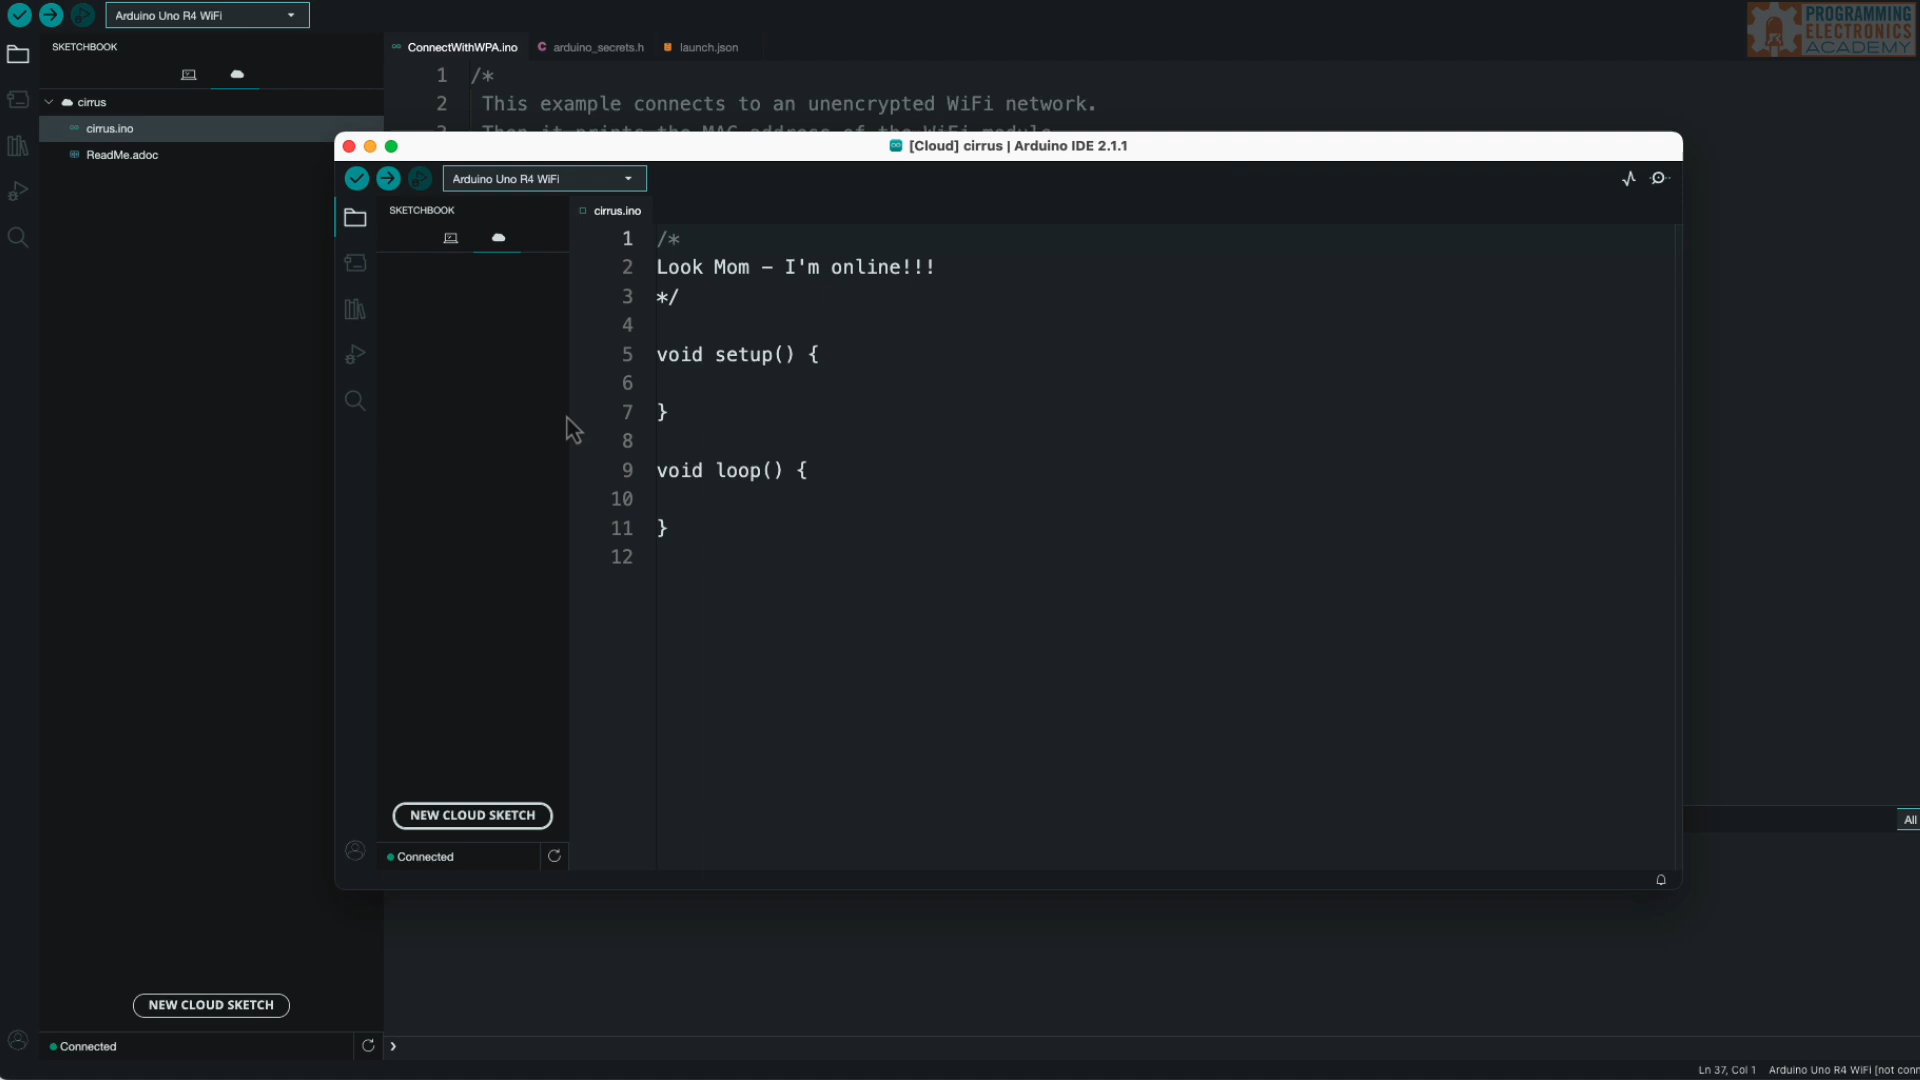 Arduino Uno R4 WiFi
PROGRAMMING
ELECTRONICS
ACADEMY
SKETCHBOOK
ConnectWithWPA.ino
C arduino_secrets.h
launch.json
cirrus
cirrus.ino
ReadMe.adoc
1 /*
2 This example connects to an unencrypted WiFi network.
3 Then it prints the MAC address of the WiFi module
[Cloud] cirrus | Arduino IDE 2.1.1
Arduino Uno R4 WiFi
SKETCHBOOK
cirrus.ino
1 /*
2 Look Mom - I'm online!!!
3 */
4
5 void setup() {
6
7 }
8
9 void loop() {
10
11 }
12
NEW CLOUD SKETCH
Connected
All
NEW CLOUD SKETCH
Connected
Ln 37, Col 1 Arduino Uno R4 WiFi [not conn